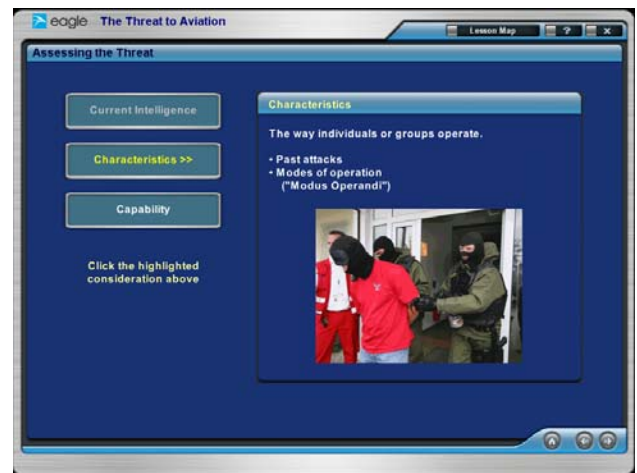 eagle The Threat to Aviation
Lesson Map ? x
Assessing the Threat
Current Intelligence
Characteristics >>
Capability
Click the highlighted
consideration above
Characteristics
The way individuals or groups operate.
• Past attacks
• Modes of operation
("Modus Operandi")